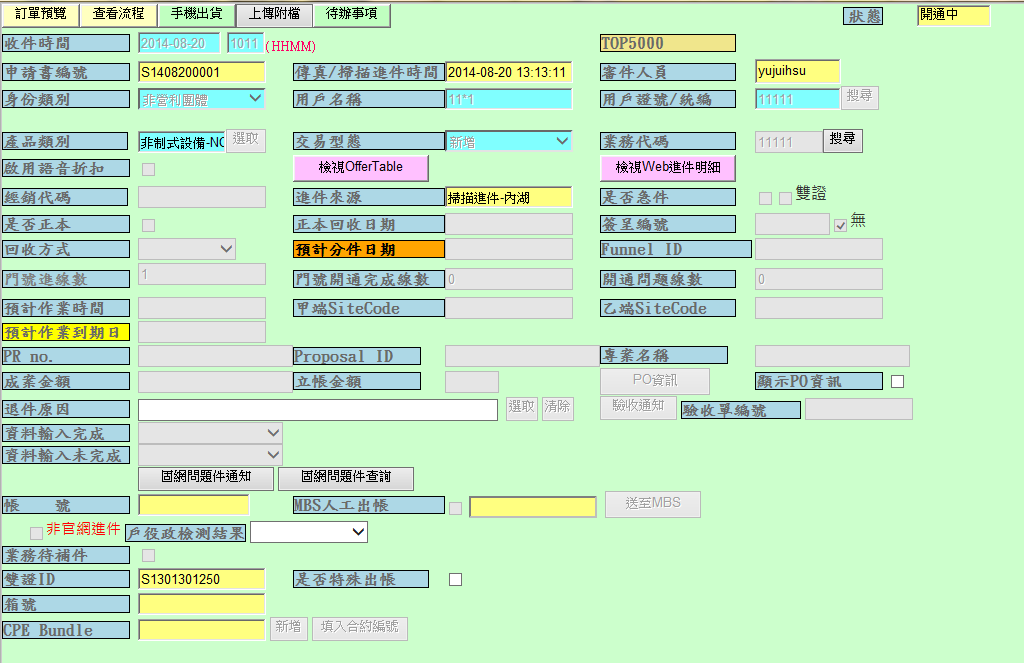 訂單預覽 查看流程 手機出貨 上傳附檔 待辦事項 狀態 開通中
收件時間 2014-08-20 1011 (HHMM) TOP5000
申請書編號 S1408200001 傳真/掃描進件時間 2014-08-20 13:13:11 審件人員 yujuihsu
身份類別 非營利團體 用戶名稱 11*1 用戶證號/統編 11111 搜尋
產品類別 非制式設備-NC 選取 交易型態 新增 業務代碼 11111 搜尋
啟用語音折扣 檢視OfferTable 檢視Web進件明細
經銷代碼 進件來源 掃描進件-內湖 是否急件 雙證
是否正本 正本回收日期 簽呈編號 無
回收方式 預計分件日期 Funnel ID
門號進線數 1 門號開通完成線數 0 開通問題線數 0
預計作業時間 甲端SiteCode 乙端SiteCode
預計作業到期日
PR no. Proposal ID 專案名稱
成案金額 立帳金額 PO資訊 顯示PO資訊
退件原因 選取 清除 驗收通知 驗收單編號
資料輸入完成
資料輸入未完成
固網問題件通知 固網問題件查詢
帳 號 MBS人工出帳 送至MBS
非官網進件 戶役政檢測結果
業務待補件
雙證ID S1301301250 是否特殊出帳
箱號
CPE Bundle 新增 填入合約編號